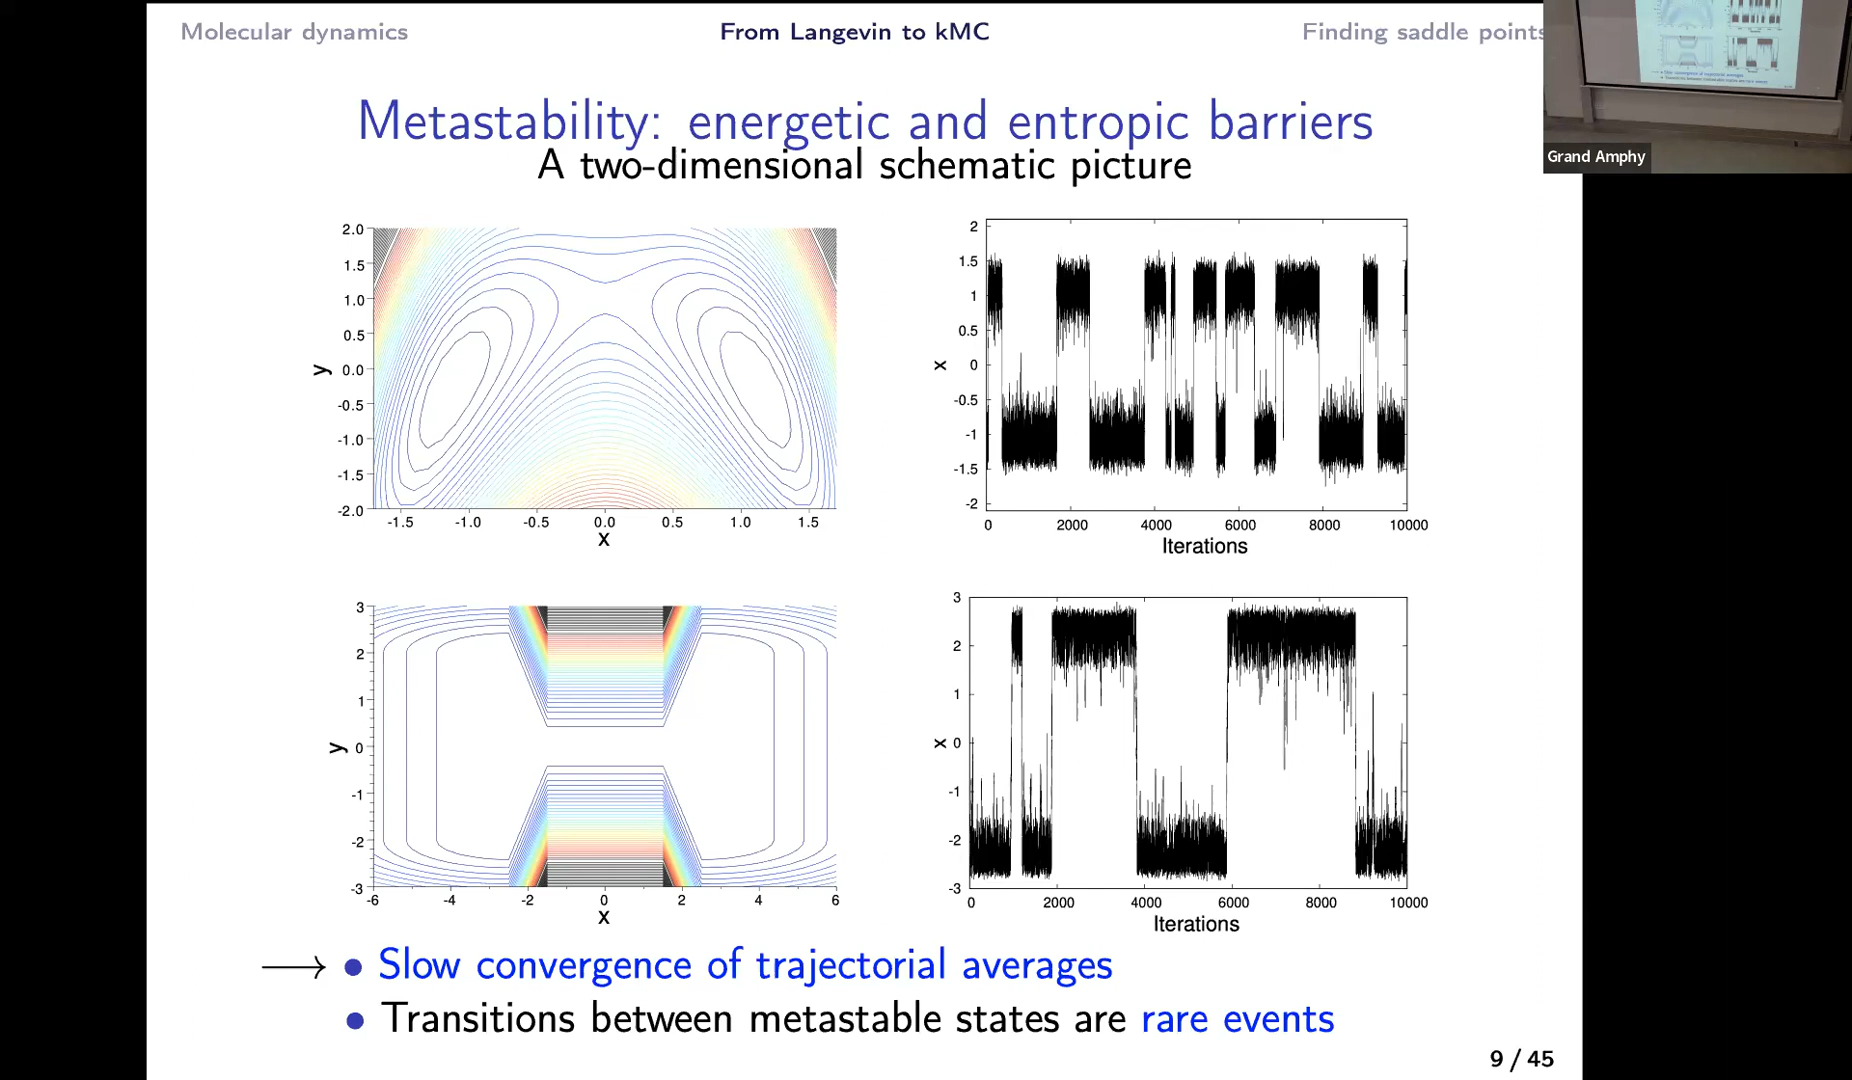 Molecular dynamics From Langevin to kMC Finding saddle points
Grand Amphy
Metastability: energetic and entropic barriers
A two-dimensional schematic picture
2.0
1.5
1.0
0.5
0.0
-0.5
-1.0
-1.5
-2.0
y
-1.5 -1.0 -0.5 0.0 0.5 1.0 1.5
x
2
1.5
1
0.5
0
-0.5
-1
-1.5
-2
x
0 2000 4000 6000 8000 10000
Iterations
3
2
1
0
-1
-2
-3
y
-6 -4 -2 0 2 4 6
x
3
2
1
0
-1
-2
-3
x
0 2000 4000 6000 8000 10000
Iterations
⟶ • Slow convergence of trajectorial averages
• Transitions between metastable states are rare events
9 / 45